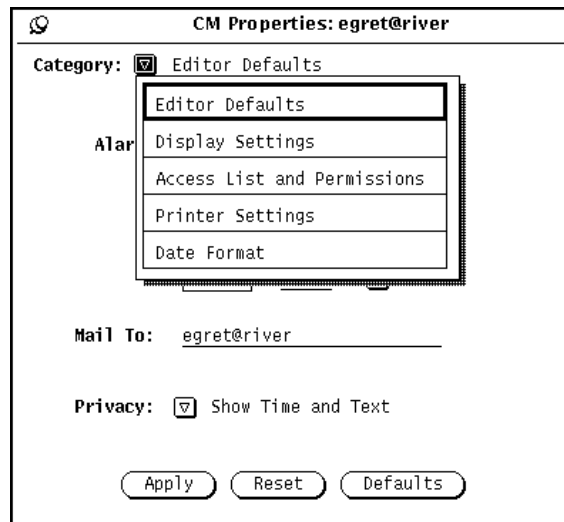 CM Properties: egret@river
Category: Editor Defaults
Editor Defaults
Alar
Display Settings
Access List and Permissions
Printer Settings
Date Format
Mail To: egret@river
Privacy: Show Time and Text
Apply Reset Defaults